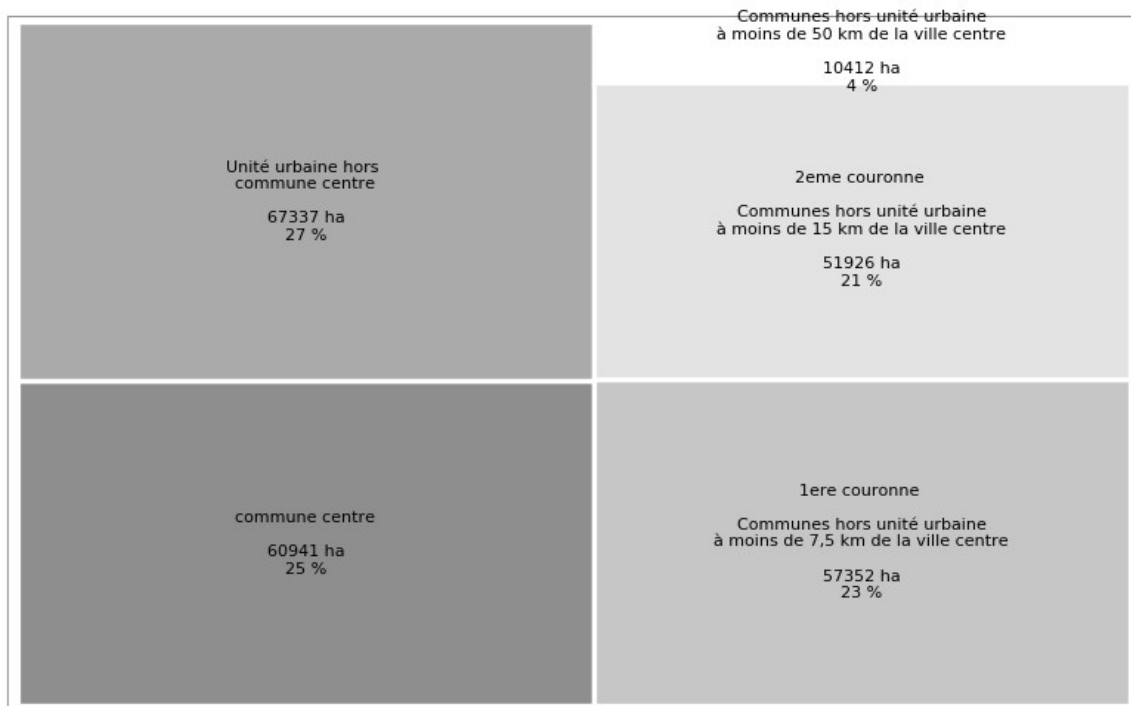 Communes hors unité urbaine
à moins de 50 km de la ville centre
10412 ha
4 %
Unité urbaine hors
commune centre
67337 ha
27 %
2eme couronne
Communes hors unité urbaine
à moins de 15 km de la ville centre
51926 ha
21 %
commune centre
60941 ha
25 %
1ere couronne
Communes hors unité urbaine
à moins de 7,5 km de la ville centre
57352 ha
23 %